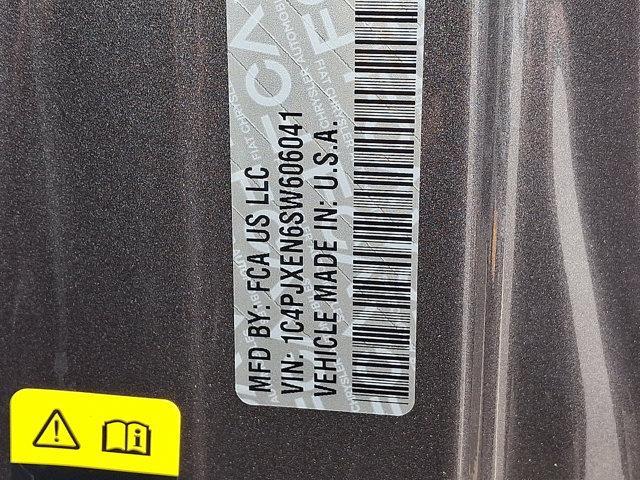 MFD BY: FCA US LLC
VIN: 1C4PJXEN6SW606041
VEHICLE MADE IN: U.S.A.